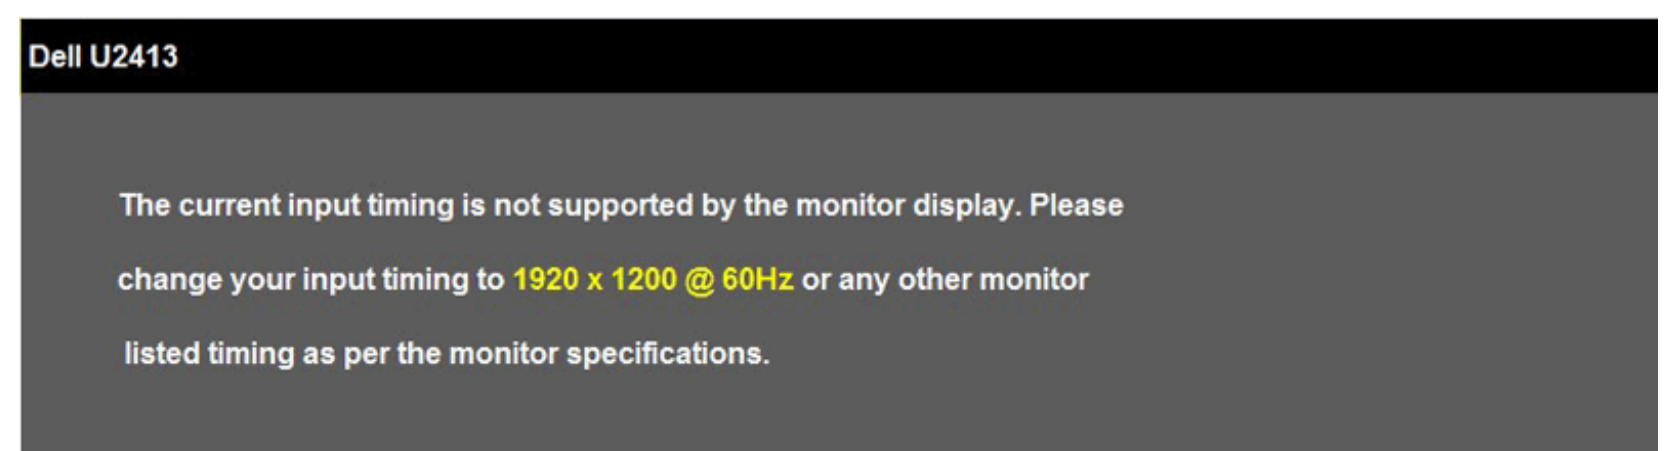 Dell U2413
The current input timing is not supported by the monitor display. Please
change your input timing to 1920 x 1200 @ 60Hz or any other monitor
listed timing as per the monitor specifications.